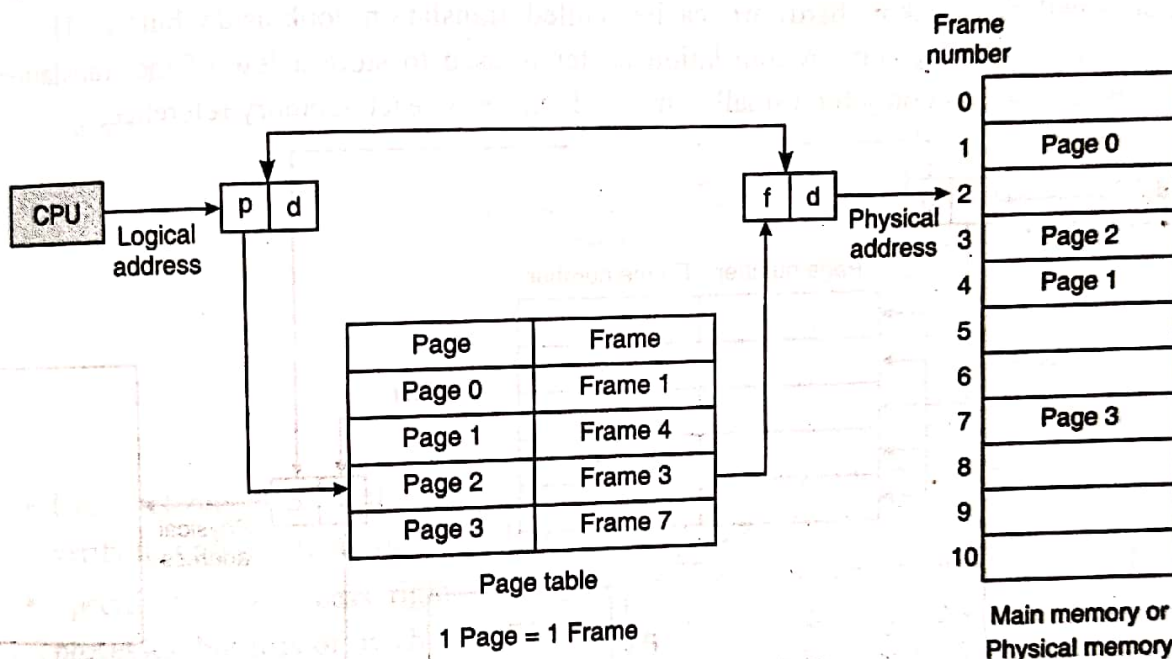 Frame
number
0
1 Page 0
2
3 Page 2
4 Page 1
5
6
7 Page 3
8
9
10
Main memory or
Physical memory
CPU
Logical
address
p d
f d
Physical
address
Page Frame
Page 0 Frame 1
Page 1 Frame 4
Page 2 Frame 3
Page 3 Frame 7
Page table
1 Page = 1 Frame